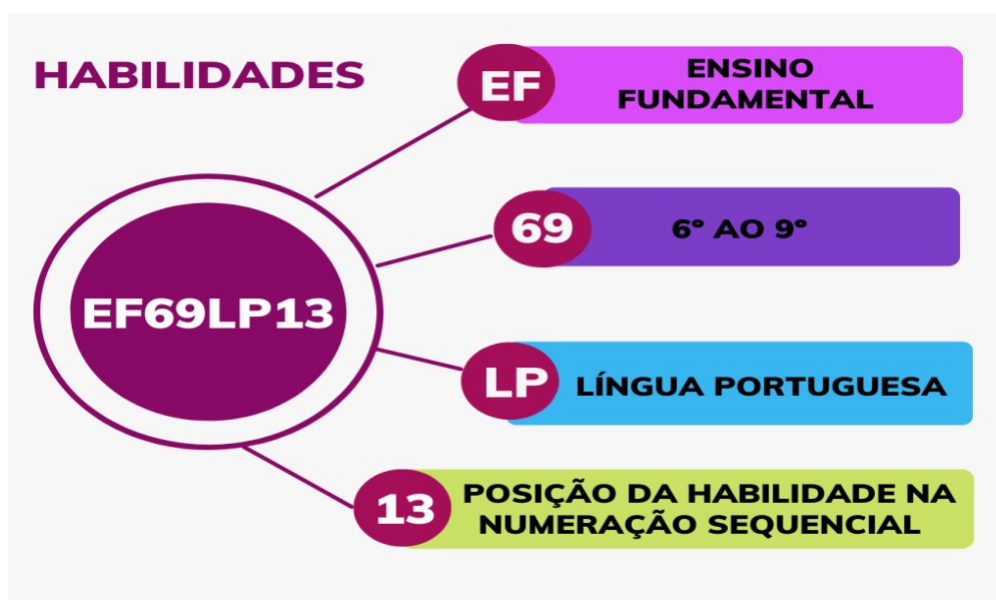 HABILIDADES
EF69LP13
EF
ENSINO
FUNDAMENTAL
69
6º AO 9º
LP
LÍNGUA PORTUGUESA
13
POSIÇÃO DA HABILIDADE NA
NUMERAÇÃO SEQUENCIAL